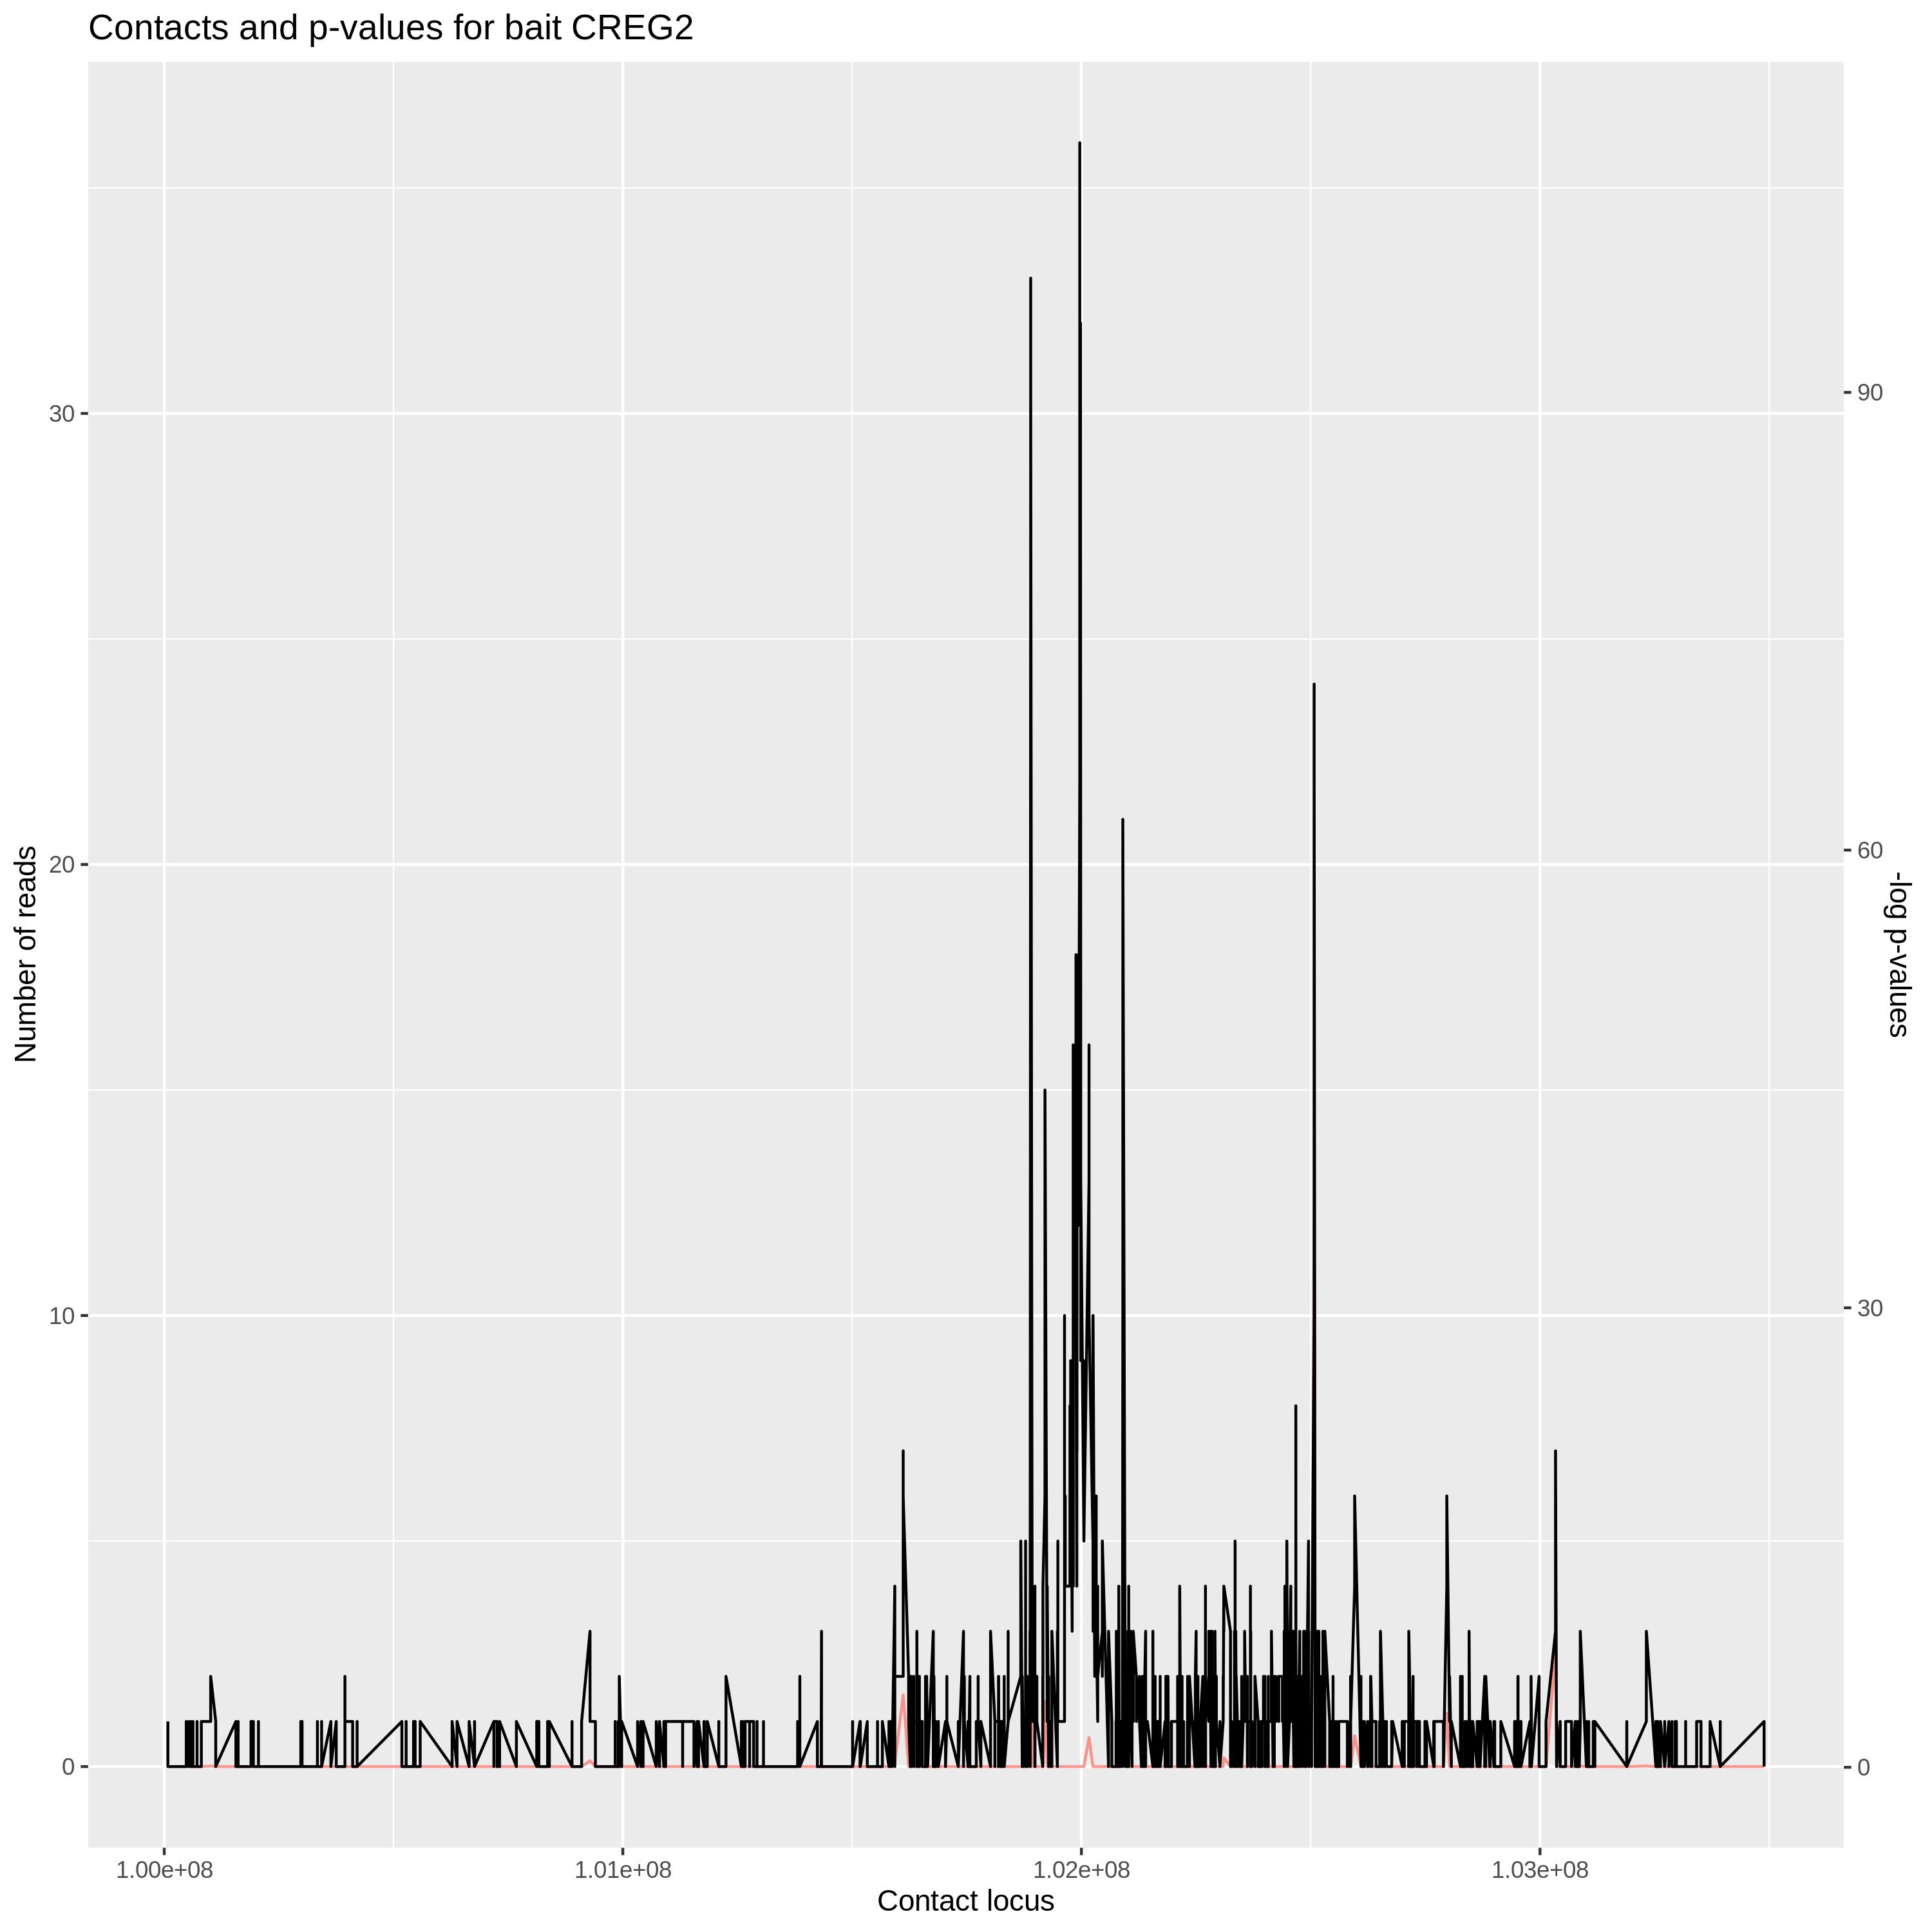 Contacts and p-values for bait CREG2
30
20
10
0
Number of reads
90
60
30
0
-log p-values
1.00e+08
1.01e+08
1.02e+08
1.03e+08
Contact locus